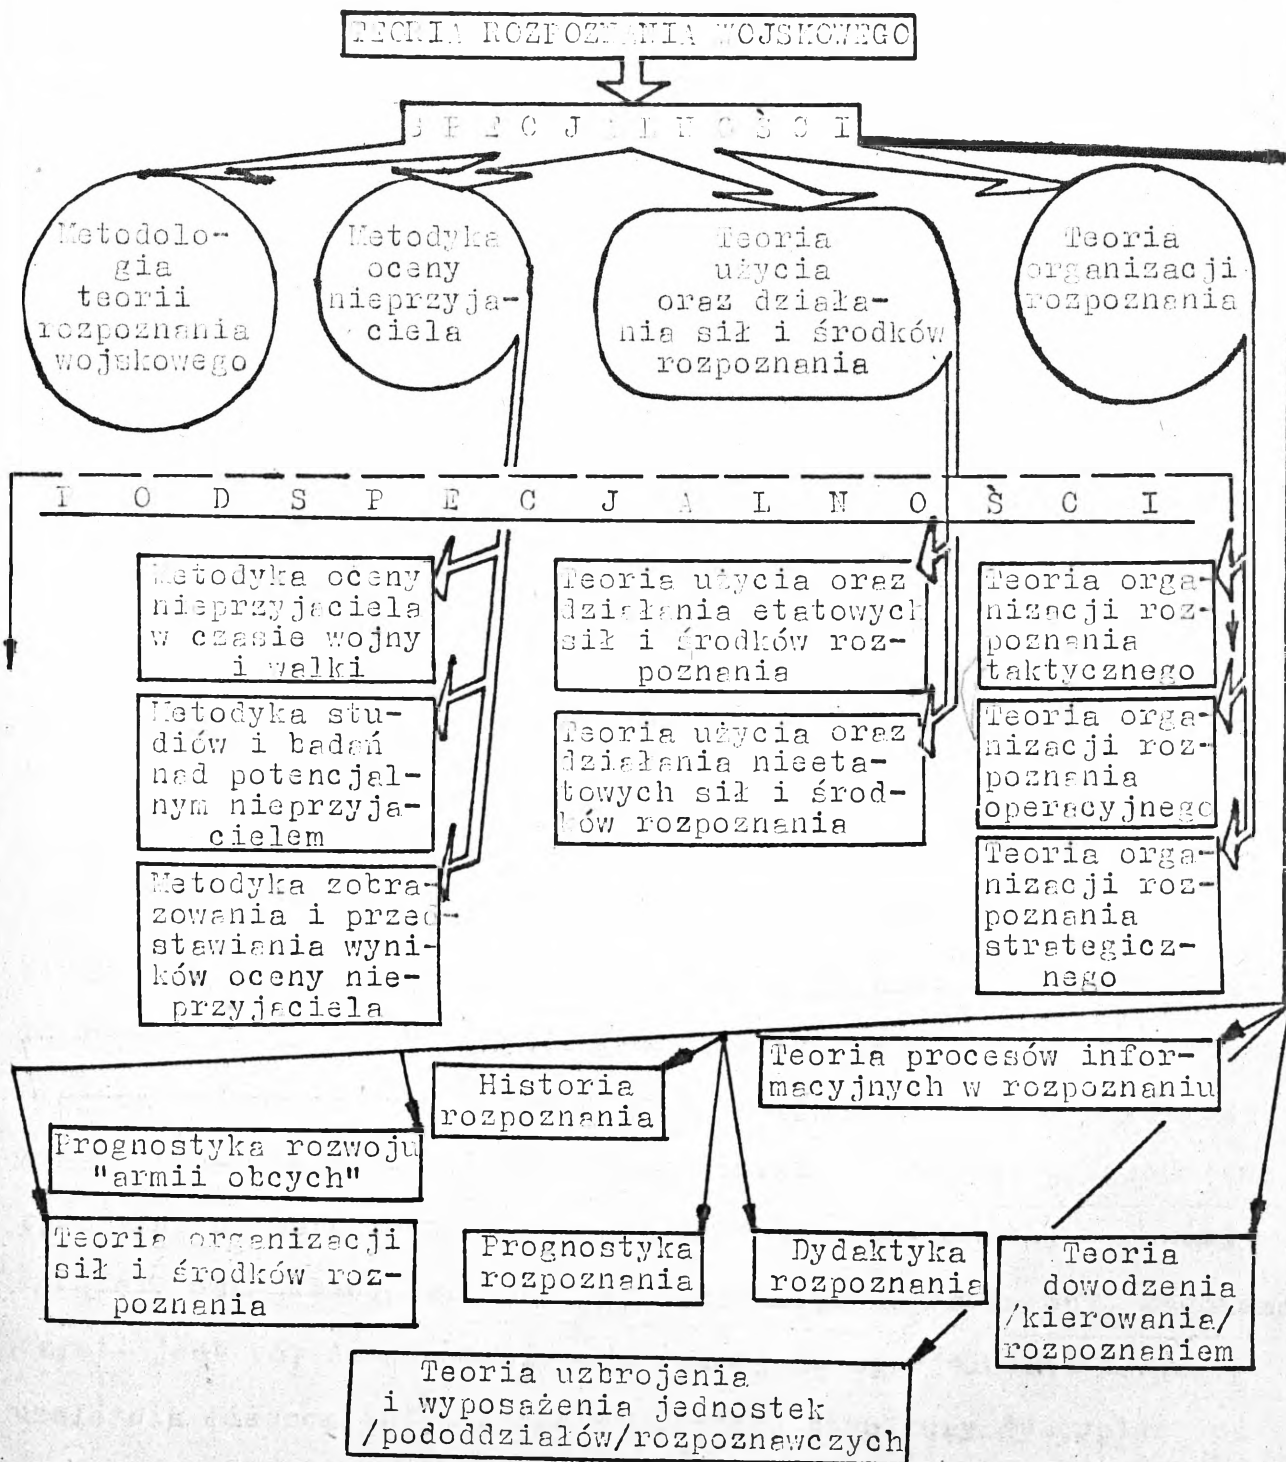 TEORIA ROZPOZNANIA WOJSKOWEGO
SPECJALNOŚCI
Metodolo-
gia
teorii
rozpoznania
wojskowego
Metodyka
oceny
nieprzyja-
ciela
Teoria
użycia
oraz działa-
nia sił i środków
rozpoznania
Teoria
organizacji
rozpoznania
PODSPECJALNOŚCI
Metodyka oceny
nieprzyjaciela
w czasie wojny
i walki
Teoria użycia oraz
działania etatowych
sił i środków roz-
poznania
Teoria orga-
nizacji roz-
poznania
taktycznego
Metodyka stu-
diów i badań
nad potencjal-
nym nieprzyja-
cielem
Teoria użycia oraz
działania nieeta-
towych sił i środ-
ków rozpoznania
Teoria orga-
nizacji roz-
poznania
operacyjnego
Metodyka zobra-
zowania i przed-
stawiania wyni-
ków oceny nie-
przyjaciela
Teoria orga-
nizacji roz-
poznania
strategicz-
nego
Historia
rozpoznania
Teoria procesów infor-
macyjnych w rozpoznaniu
Prognostyka rozwoju
"armii obcych"
Teoria organizacji
sił i środków roz-
poznania
Prognostyka
rozpoznania
Dydaktyka
rozpoznania
Teoria
dowodzenia
/kierowania/
rozpoznaniem
Teoria uzbrojenia
i wyposażenia jednostek
/pododdziałów/rozpoznawczych